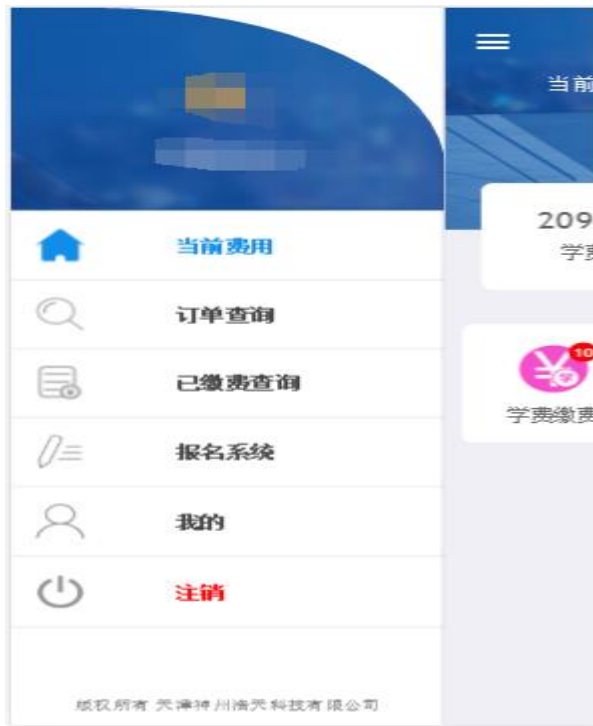 当前费用
订单查询
已缴费查询
报名系统
我的
注销
版权所有 天津神州浩天科技有限公司
当前
209
学费
10
学费缴费